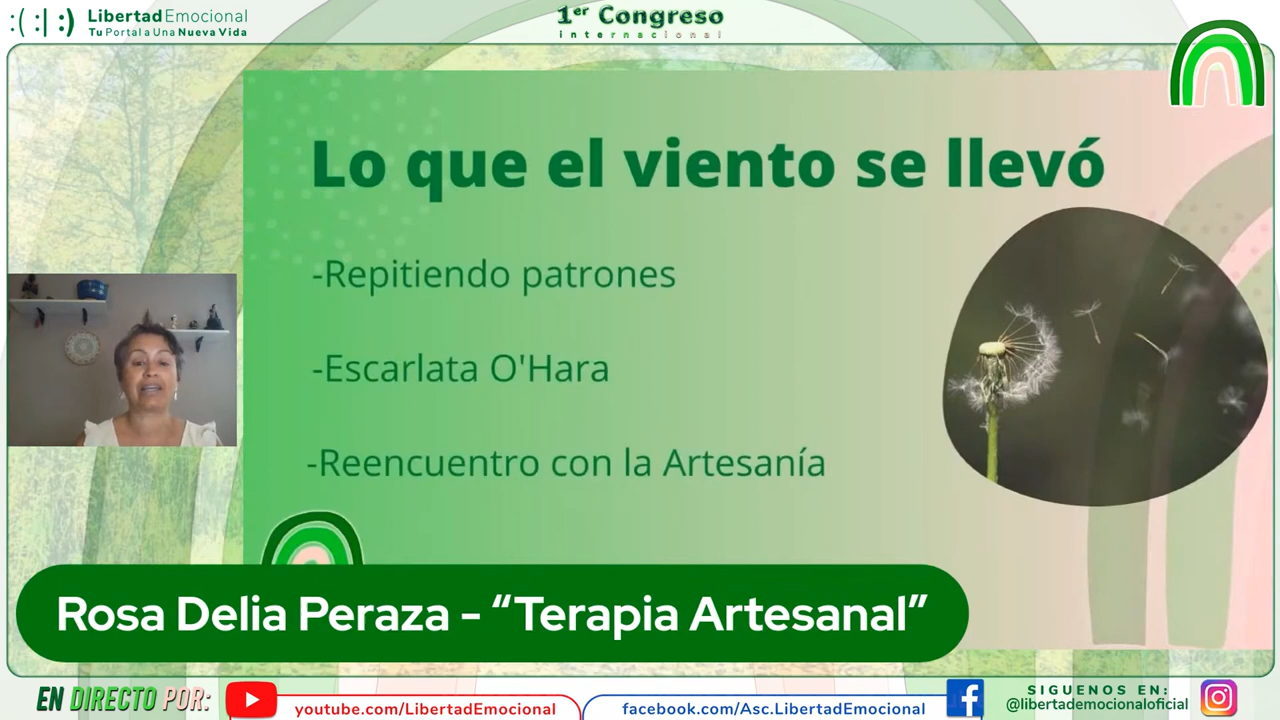 :( :| :) LibertadEmocional
Tu Portal a Una Nueva Vida
1er Congreso
internacional
Lo que el viento se llevó
-Repitiendo patrones
-Escarlata O'Hara
-Reencuentro con la Artesanía
Rosa Delia Peraza - “Terapia Artesanal”
EN DIRECTO POR:
youtube.com/LibertadEmocional
facebook.com/Asc.LibertadEmocional
SIGUENOS EN:
@libertademocionaloficial